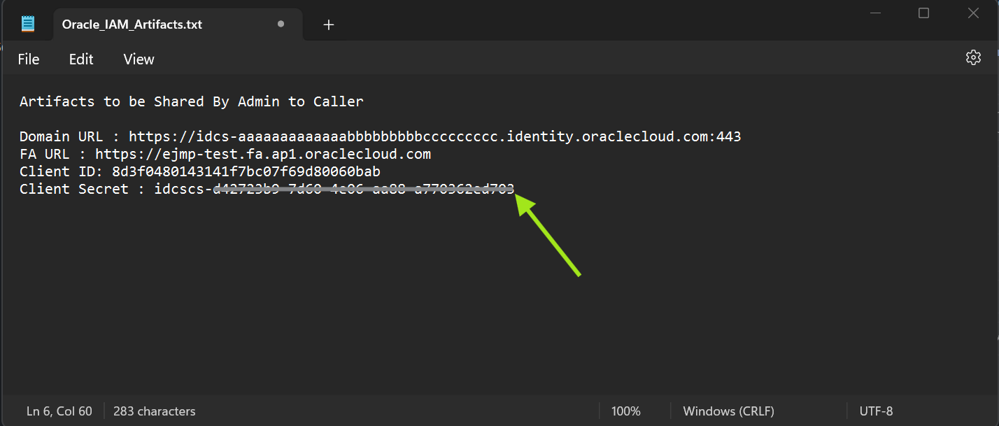 Oracle_IAM_Artifacts.txt
File Edit View
Artifacts to be Shared By Admin to Caller
Domain URL : https://idcs-aaaaaaaaaaaaabbbbbbbbbccccccccc.identity.oraclecloud.com:443
FA URL : https://ejmp-test.fa.ap1.oraclecloud.com
Client ID: 8d3f0480143141f7bc07f69d80060bab
Client Secret : idcscs-
Ln 6, Col 60 283 characters 100% Windows (CRLF) UTF-8